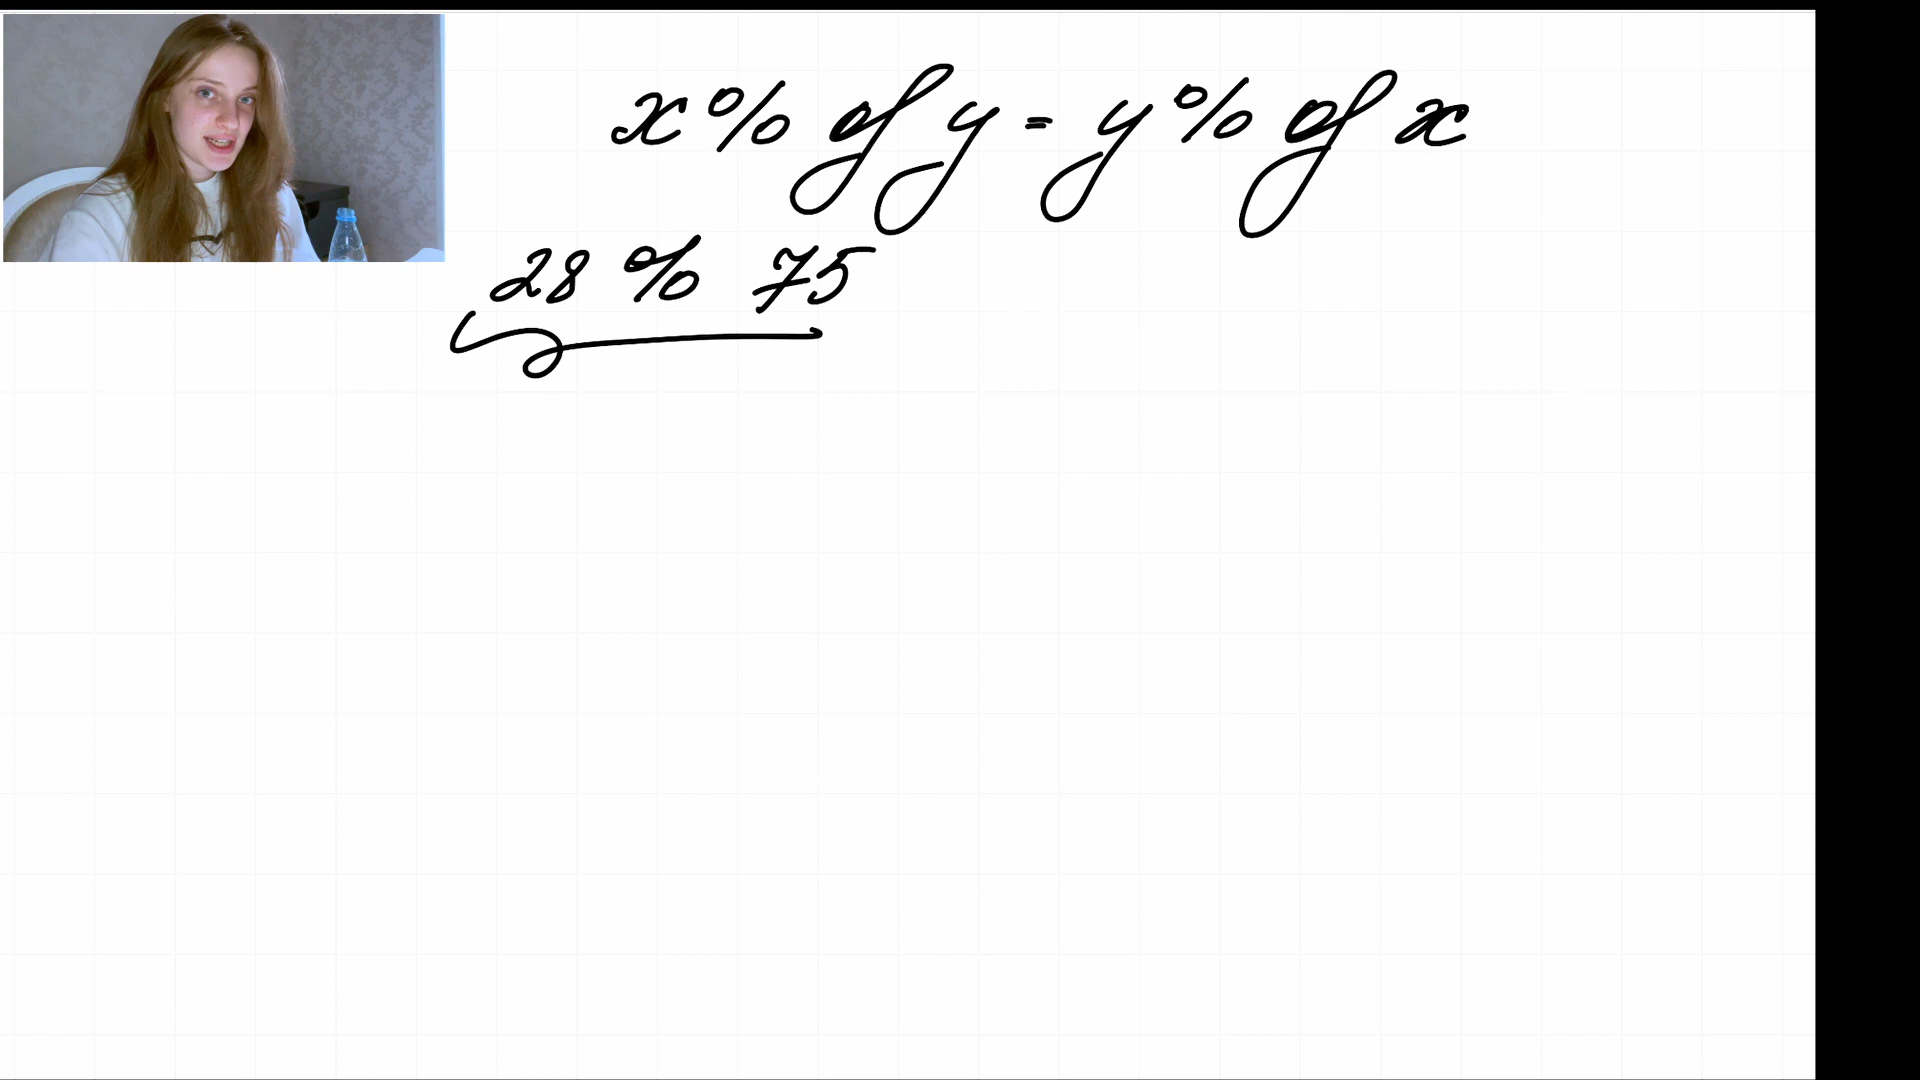 x% of y = y% of x
28 % 75